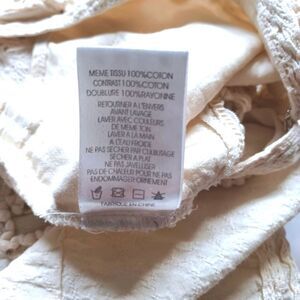 MEME TISSU 100%COTON
CONTRAST 100%COTON
DOUBLURE 100%RAYONNE
RETOURNER A L'ENVERS
AVANT LAVAGE
LAVER AVEC COULEURS
DE MEME TON
LAVER A LA MAIN
A L'EAU FROIDE
NE PAS SECHER PAR CULBUTAGE
SECHER A PLAT
NE PAS JAVELLISER
NE PAS CHALEUR POUR NE PAS
ENDOMMAGER ORNEMENT
FABRIQUE EN CHINE